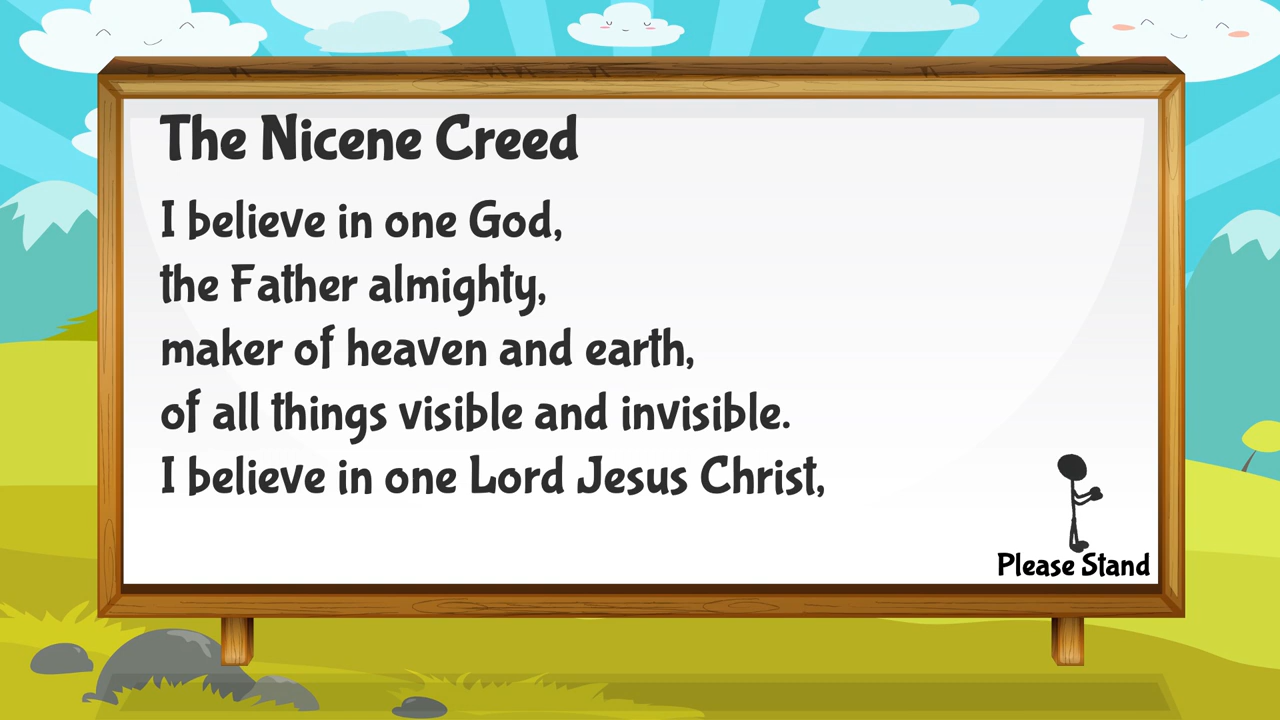 The Nicene Creed
I believe in one God,
the Father almighty,
maker of heaven and earth,
of all things visible and invisible.
I believe in one Lord Jesus Christ,
Please Stand